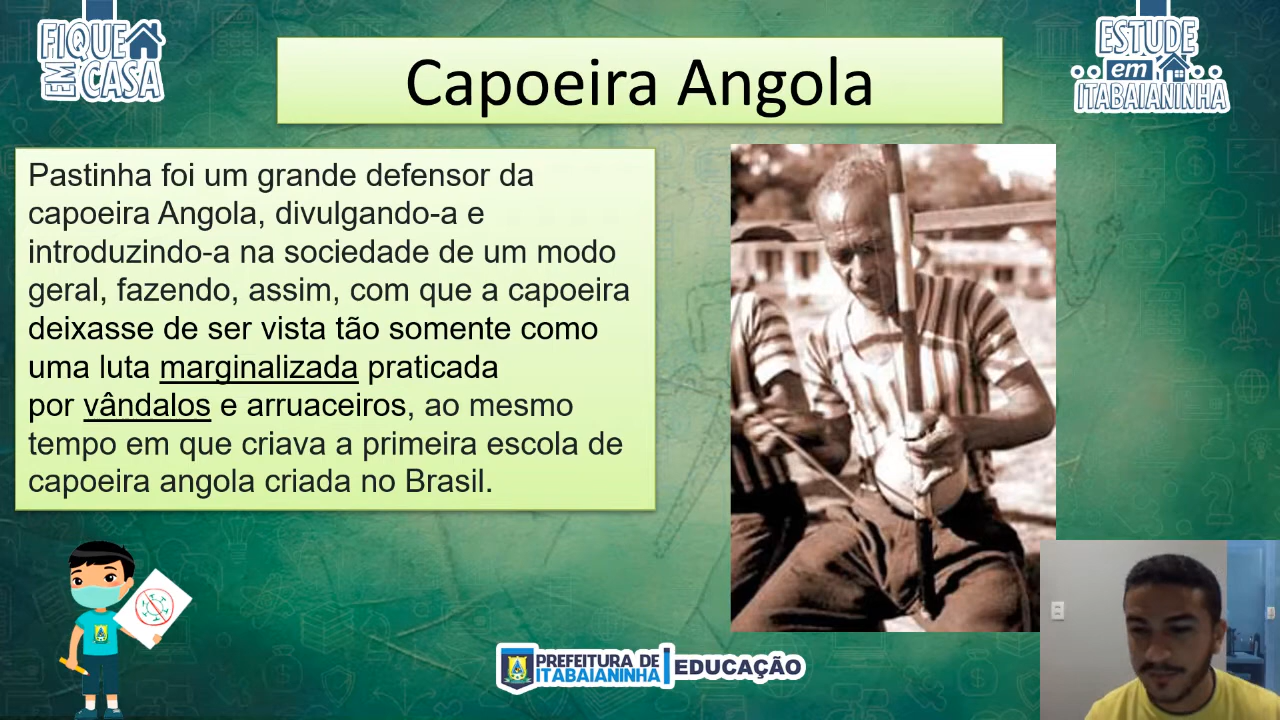 FIQUE
EM CASA
ESTUDE
em
ITABAIANINHA
Capoeira Angola
Pastinha foi um grande defensor da
capoeira Angola, divulgando-a e
introduzindo-a na sociedade de um modo
geral, fazendo, assim, com que a capoeira
deixasse de ser vista tão somente como
uma luta marginalizada praticada
por vândalos e arruaceiros, ao mesmo
tempo em que criava a primeira escola de
capoeira angola criada no Brasil.
PREFEITURA DE
ITABAIANINHA
EDUCAÇÃO